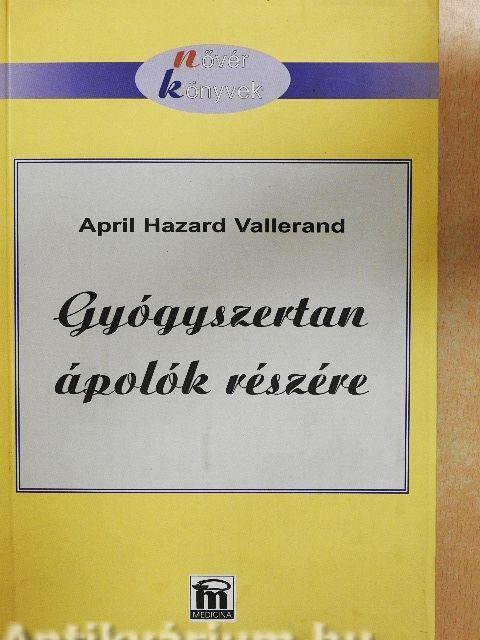 nővér
könyvek
April Hazard Vallerand
Gyógyszertan
ápolók részére
m
MEDICINA
Antikvárium.hu